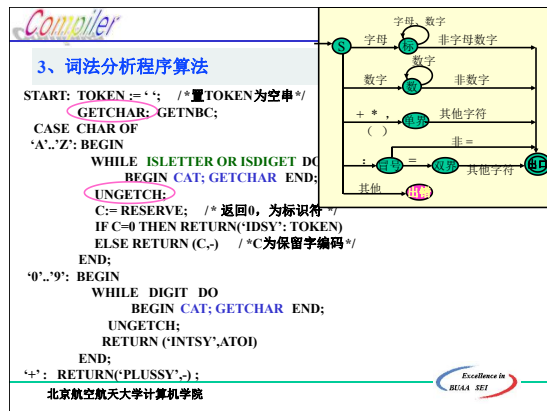 Compiler
3、词法分析程序算法
START: TOKEN := ‘ ‘; /*置TOKEN为空串*/
GETCHAR; GETNBC;
CASE CHAR OF
‘A’..’Z’: BEGIN
WHILE ISLETTER OR ISDIGET DO
BEGIN CAT; GETCHAR END;
UNGETCH;
C:= RESERVE; /* 返回0，为标识符 */
IF C=0 THEN RETURN(‘IDSY’: TOKEN)
ELSE RETURN (C,-) /*C为保留字编码*/
END;
‘0’..’9’: BEGIN
WHILE DIGIT DO
BEGIN CAT; GETCHAR END;
UNGETCH;
RETURN (‘INTSY’,ATOI)
END;
‘+’ : RETURN(‘PLUSSY’,-) ;
字母、数字
S 字母 标 非字母数字
数字
数字 数 非数字
+ * ,
( )
单界 其他字符
非 =
: 冒号 = 双界 其他字符 出口
其他 出错
北京航空航天大学计算机学院
Excellence in
BUAA SEI